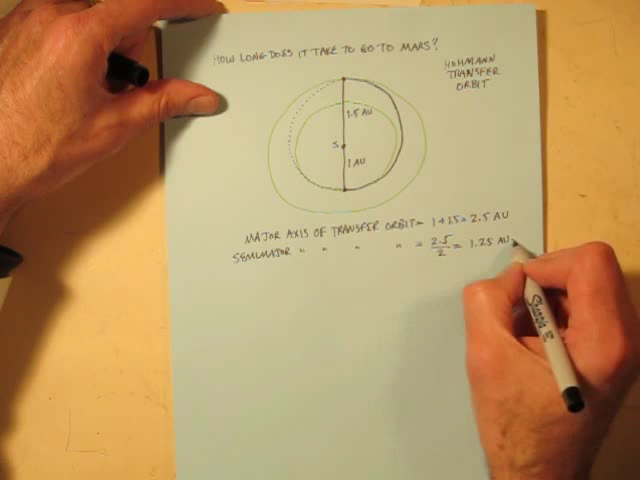 HOW LONG DOES IT TAKE TO GO TO MARS?
HOHMANN
TRANSFER
ORBIT
1.5 AU
S
1 AU
MAJOR AXIS OF TRANSFER ORBIT = 1 + 1.5 = 2.5 AU
SEMIMAJOR " " " " = 2.5/2 = 1.25 AU
Sharpie